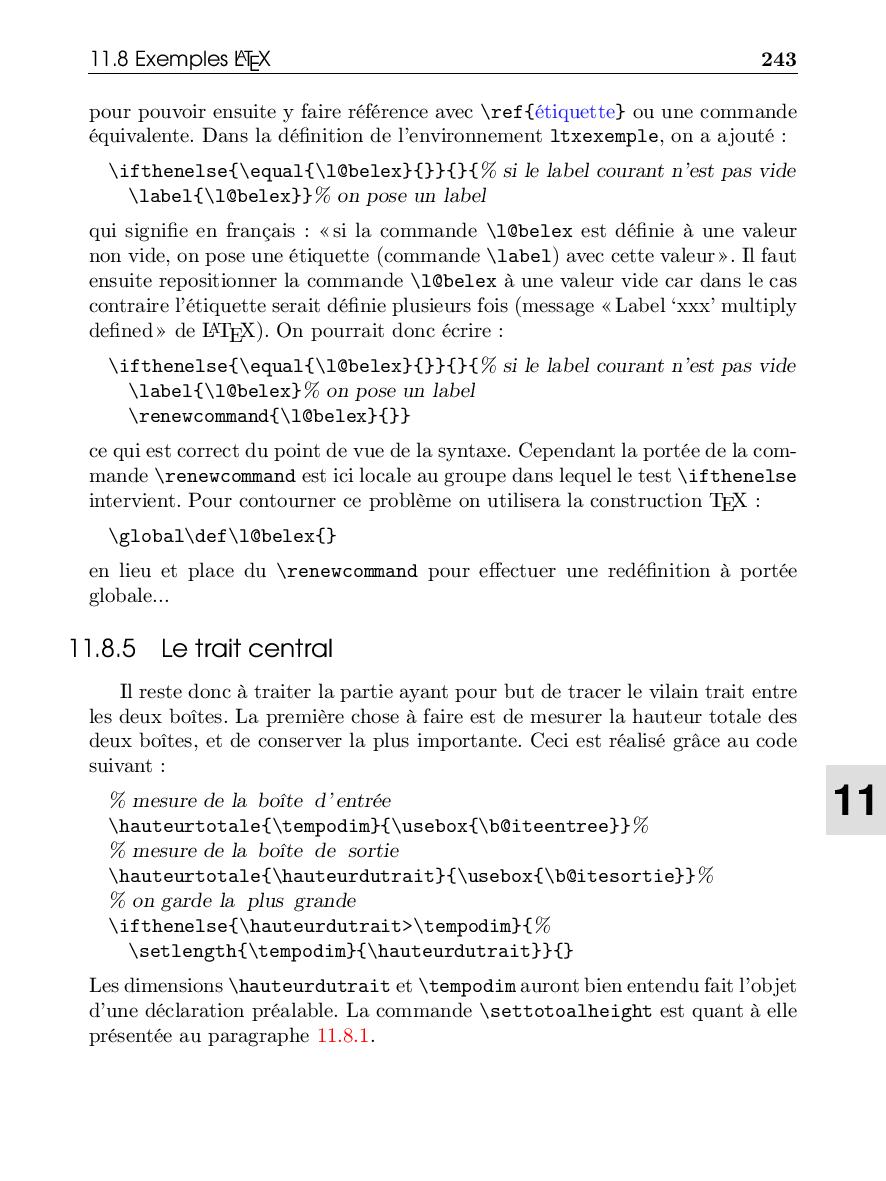 11.8 Exemples LATEX 243
pour pouvoir ensuite y faire référence avec \ref{étiquette} ou une commande
équivalente. Dans la définition de l'environnement ltxexemple, on a ajouté :
\ifthenelse{\equal{\l@belex}{}}{}{% si le label courant n'est pas vide
\label{\l@belex}}% on pose un label
qui signifie en français : « si la commande \l@belex est définie à une valeur
non vide, on pose une étiquette (commande \label) avec cette valeur ». Il faut
ensuite repositionner la commande \l@belex à une valeur vide car dans le cas
contraire l'étiquette serait définie plusieurs fois (message « Label ‘xxx’ multiply
defined » de LATEX). On pourrait donc écrire :
\ifthenelse{\equal{\l@belex}{}}{}{% si le label courant n'est pas vide
\label{\l@belex}% on pose un label
\renewcommand{\l@belex}{}}
ce qui est correct du point de vue de la syntaxe. Cependant la portée de la com-
mande \renewcommand est ici locale au groupe dans lequel le test \ifthenelse
intervient. Pour contourner ce problème on utilisera la construction TEX :
\global\def\l@belex{}
en lieu et place du \renewcommand pour effectuer une redéfinition à portée
globale...
11.8.5 Le trait central
Il reste donc à traiter la partie ayant pour but de tracer le vilain trait entre
les deux boîtes. La première chose à faire est de mesurer la hauteur totale des
deux boîtes, et de conserver la plus importante. Ceci est réalisé grâce au code
suivant :
% mesure de la boîte d'entrée
\hauteurtotale{\tempodim}{\usebox{\b@iteentree}}%
% mesure de la boîte de sortie
\hauteurtotale{\hauteurdutrait}{\usebox{\b@itesortie}}%
% on garde la plus grande
\ifthenelse{\hauteurdutrait>\tempodim}{%
\setlength{\tempodim}{\hauteurdutrait}}{}
Les dimensions \hauteurdutrait et \tempodim auront bien entendu fait l'objet
d'une déclaration préalable. La commande \settotoalheight est quant à elle
présentée au paragraphe 11.8.1.
11